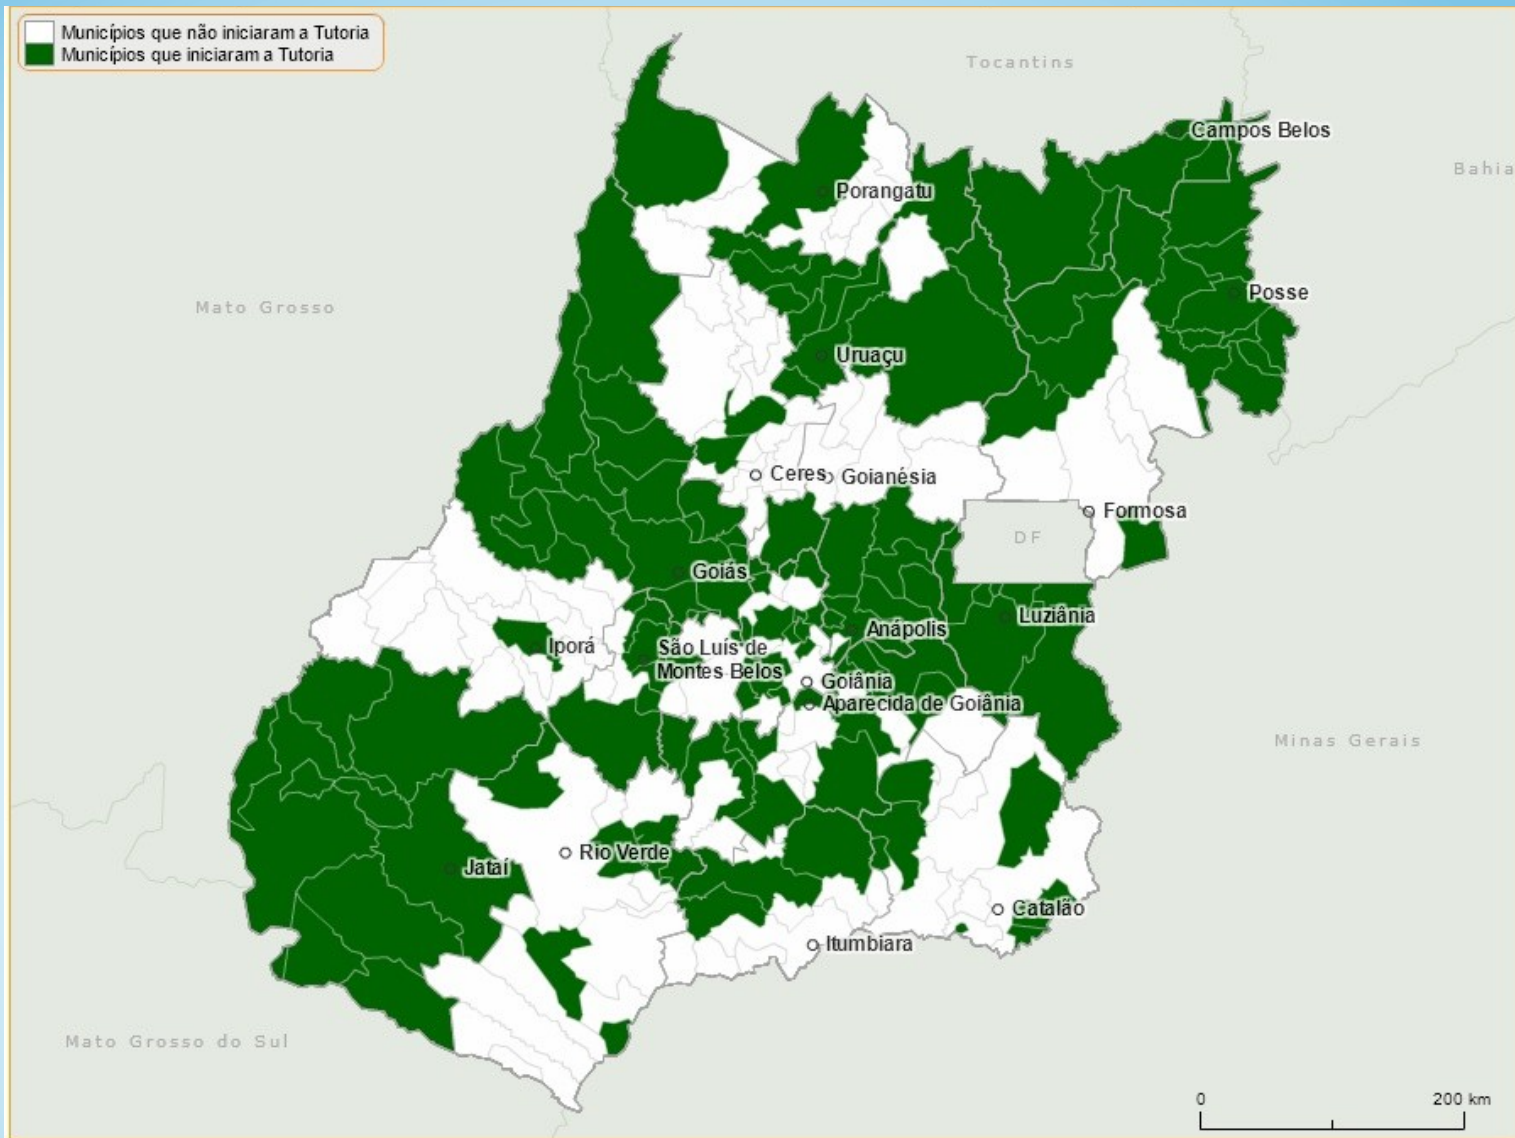 Municípios que não iniciaram a Tutoria
Municípios que iniciaram a Tutoria
Tocantins
Campos Belos
Bahia
Porangatu
Posse
Mato Grosso
Uruaçu
Ceres
Goianésia
Formosa
DF
Goiás
Luziânia
Anápolis
Iporá
São Luís de
Montes Belos
Goiânia
Aparecida de Goiânia
Minas Gerais
Rio Verde
Jataí
Catalão
Itumbiara
Mato Grosso do Sul
0
200 km